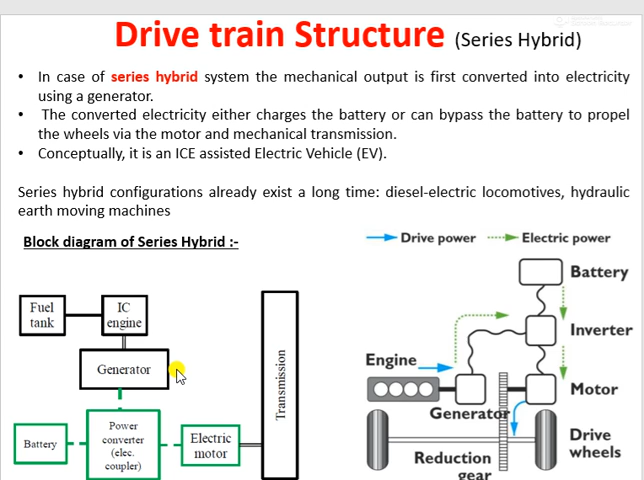 Drive train Structure (Series Hybrid)
• In case of series hybrid system the mechanical output is first converted into electricity
using a generator.
• The converted electricity either charges the battery or can bypass the battery to propel
the wheels via the motor and mechanical transmission.
• Conceptually, it is an ICE assisted Electric Vehicle (EV).
Series hybrid configurations already exist a long time: diesel-electric locomotives, hydraulic
earth moving machines
Block diagram of Series Hybrid :-
Fuel
tank
IC
engine
Generator
Transmission
Battery
Power
converter
(elec.
coupler)
Electric
motor
Drive power
Electric power
Battery
Inverter
Engine
Motor
Generator
Drive
wheels
Reduction
gear